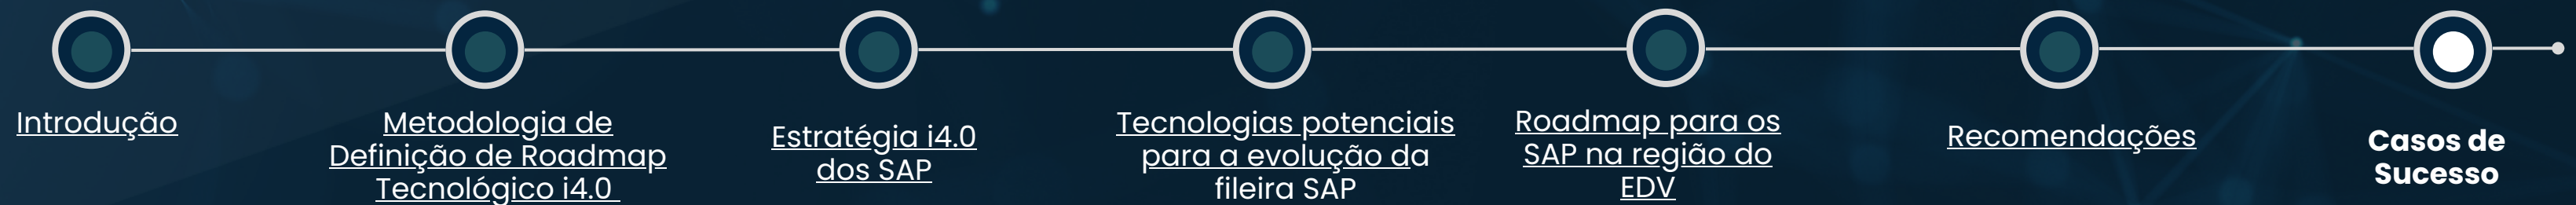 Introdução
Metodologia de
Definição de Roadmap
Tecnológico i4.0
Estratégia i4.0
dos SAP
Tecnologias potenciais
para a evolução da
fileira SAP
Roadmap para os
SAP na região do
EDV
Recomendações
Casos de
Sucesso